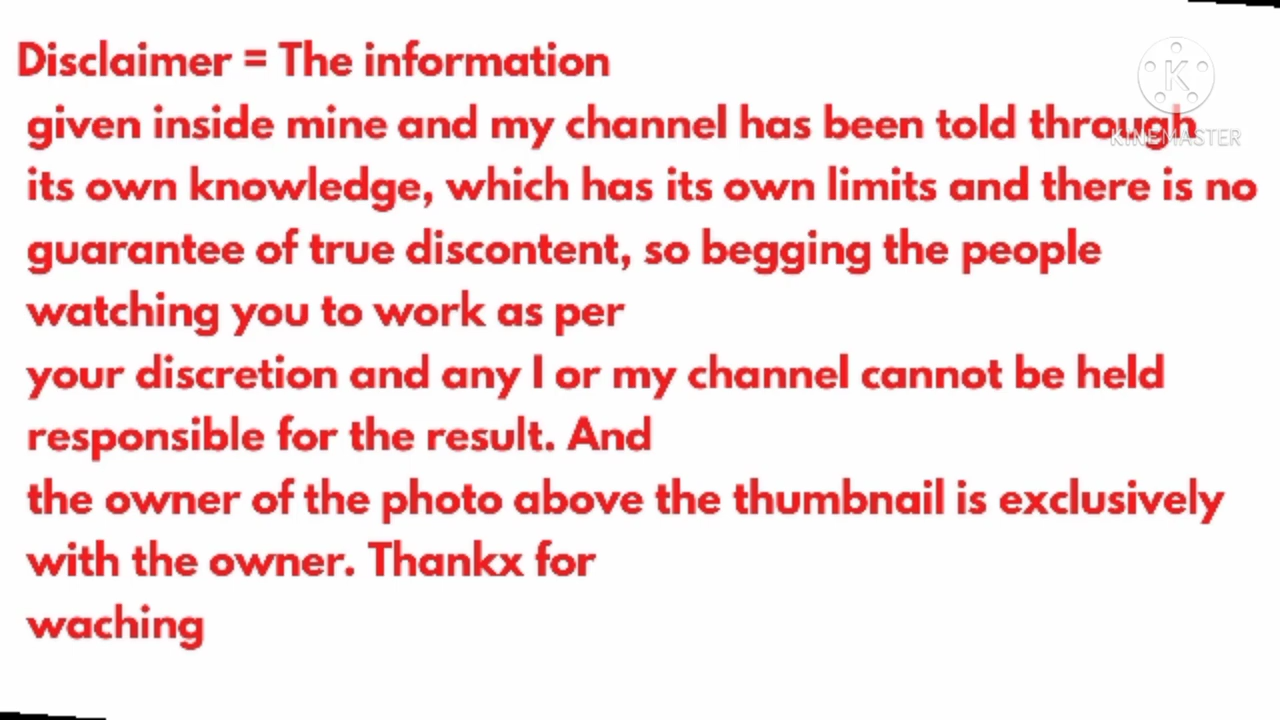 Disclaimer = The information
given inside mine and my channel has been told through
its own knowledge, which has its own limits and there is no
guarantee of true discontent, so begging the people
watching you to work as per
your discretion and any I or my channel cannot be held
responsible for the result. And
the owner of the photo above the thumbnail is exclusively
with the owner. Thankx for
waching
K
KINEMASTER